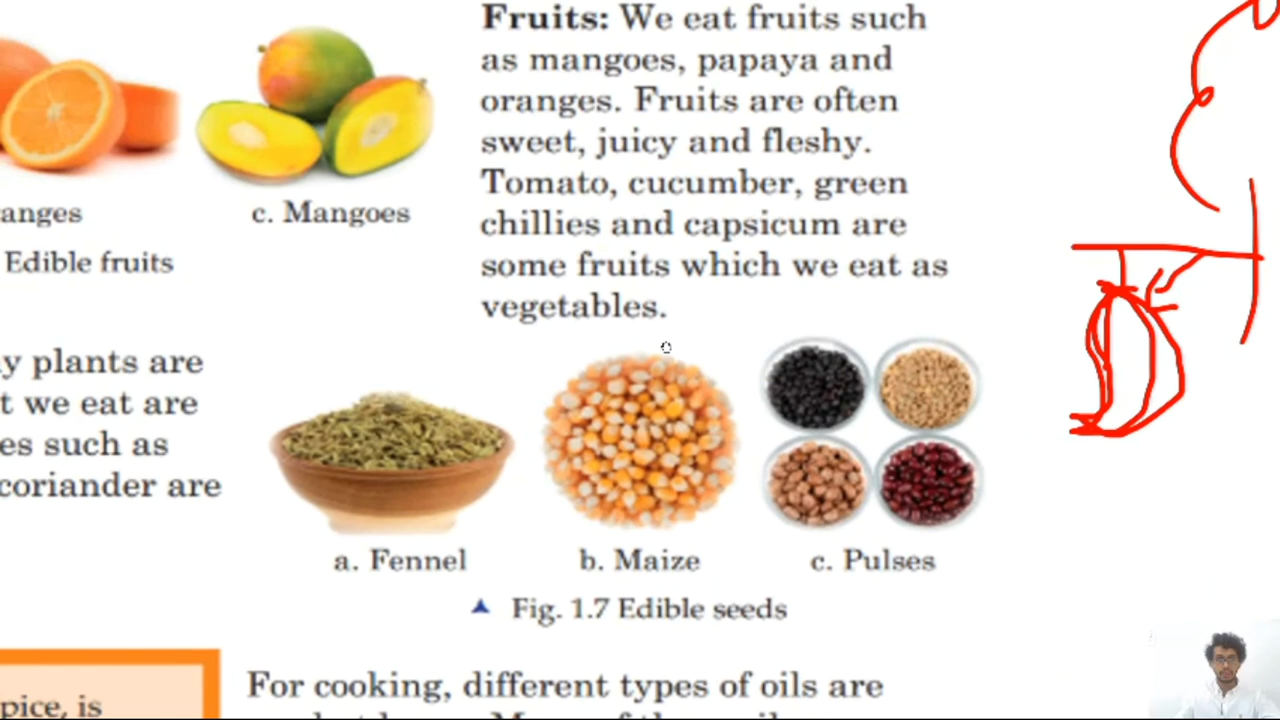 Fruits: We eat fruits such
as mangoes, papaya and
oranges. Fruits are often
sweet, juicy and fleshy.
Tomato, cucumber, green
chillies and capsicum are
some fruits which we eat as
vegetables.
anges
c. Mangoes
Edible fruits
y plants are
t we eat are
es such as
coriander are
a. Fennel
b. Maize
c. Pulses
Fig. 1.7 Edible seeds
pice, is
For cooking, different types of oils are